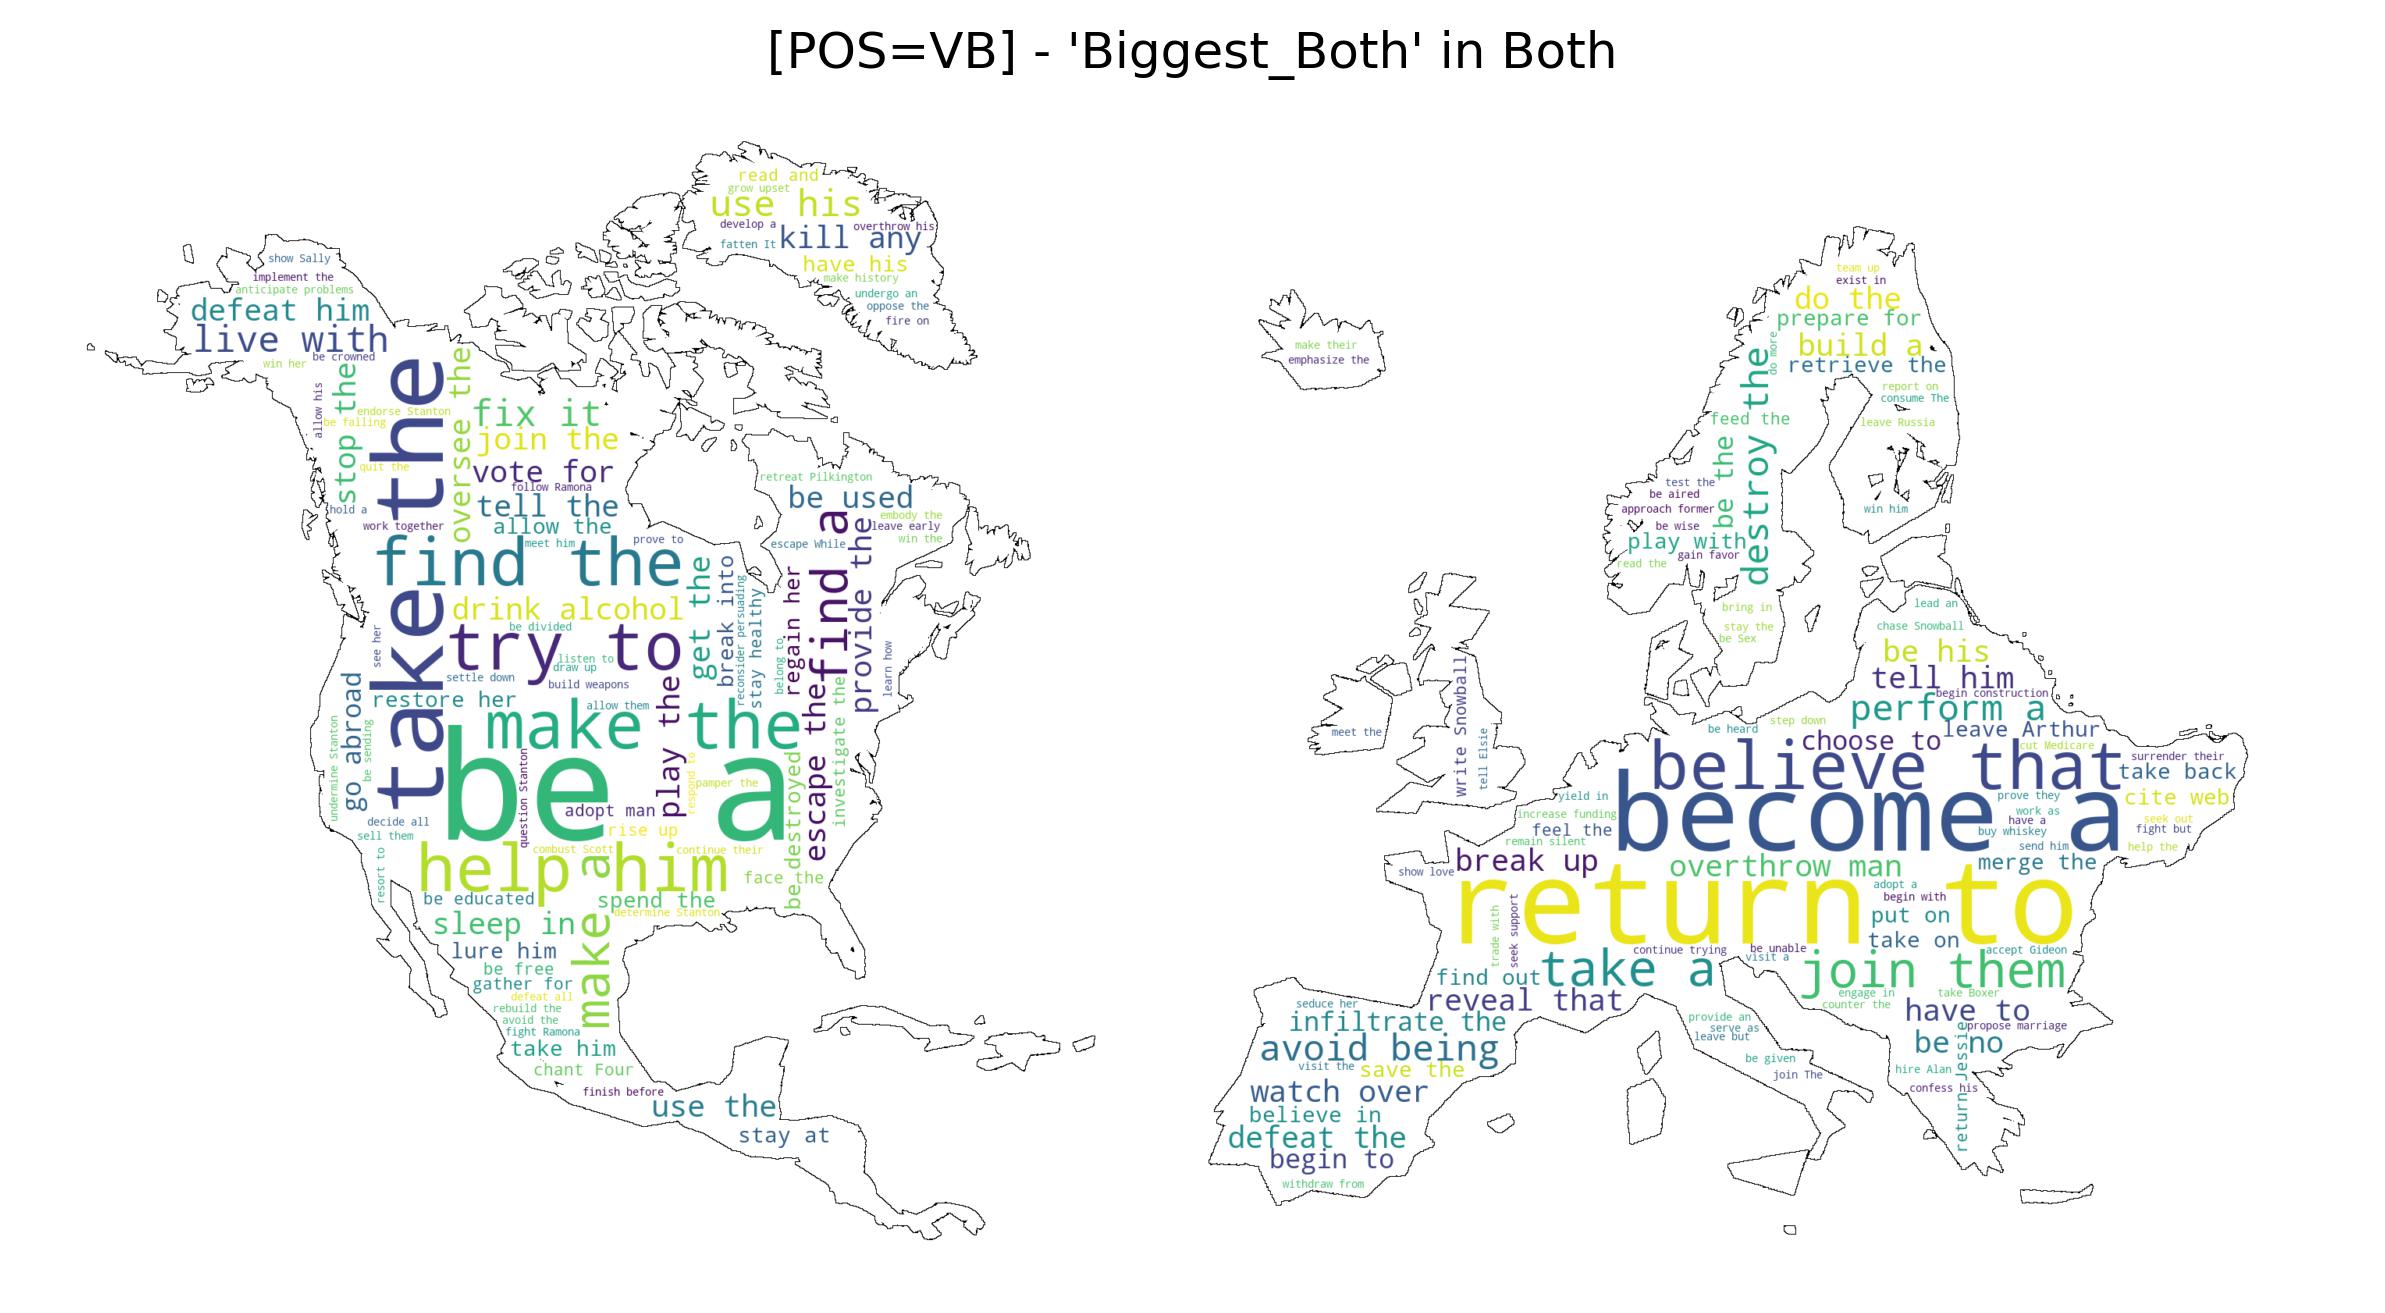 [POS=VB] - 'Biggest_Both' in Both
read and
grow upset
use his
develop a
overthrow his
fatten It
kill any
have his
make history
undergo an
oppose the
fire on
show Sally
implement the
anticipate problems
defeat him
live with
win her
be crowned
allow his
stop the
endorse Stanton
be falling
quit the
hold a
work together
take the
oversee the
fix it
join the
vote for
follow Ramona
tell the
allow the
meet him
prove to
find the
drink alcohol
be divided
try to
listen to
draw up
settle down
build weapons
see her
restore her
allow them
go abroad
undermine Stanton
be sending
decide all
sell them
resort to
get the
break into
reconsider persuading
stay healthy
belong to
regain her
find a
provide the
learn how
retreat Pilkington
be used
embody the
leave early
win the
escape While
make the
play the
be a
question Stanton
adopt man
respond to
pamper the
rise up
escape the
investigate the
be destroyed
combust Scott
continue their
help him
face the
be educated
spend the
determine Stanton
sleep in
make a
lure him
be free
gather for
defeat all
rebuild the
avoid the
fight Ramona
take him
chant Four
finish before
use the
stay at
make their
emphasize the
team up
exist in
do the
prepare for
build a
do more
retrieve the
report on
consume The
leave Russia
feed the
destroy the
be the
test the
be aired
approach former
be wise
play with
gain favor
read the
win him
bring in
stay the
be Sex
lead an
chase Snowball
be his
tell him
begin construction
perform a
leave Arthur
be heard
step down
choose to
cut Medicare
believe that
surrender their
take back
become a
cite web
prove they
work as
have a
buy whiskey
seek out
fight but
send him
help the
merge the
meet the
write Snowball
tell Elsie
yield in
increase funding
feel the
remain silent
break up
show love
overthrow man
return to
adopt a
begin with
put on
take on
accept Gideon
trade with
seek support
continue trying
be unable
visit a
find out
take a
join them
reveal that
engage in
take Boxer
counter the
have to
propose marriage
be no
return Jessie
hire Alan
confess his
seduce her
infiltrate the
avoid being
visit the
save the
watch over
believe in
defeat the
begin to
withdraw from
provide an
serve as
leave but
be given
join The